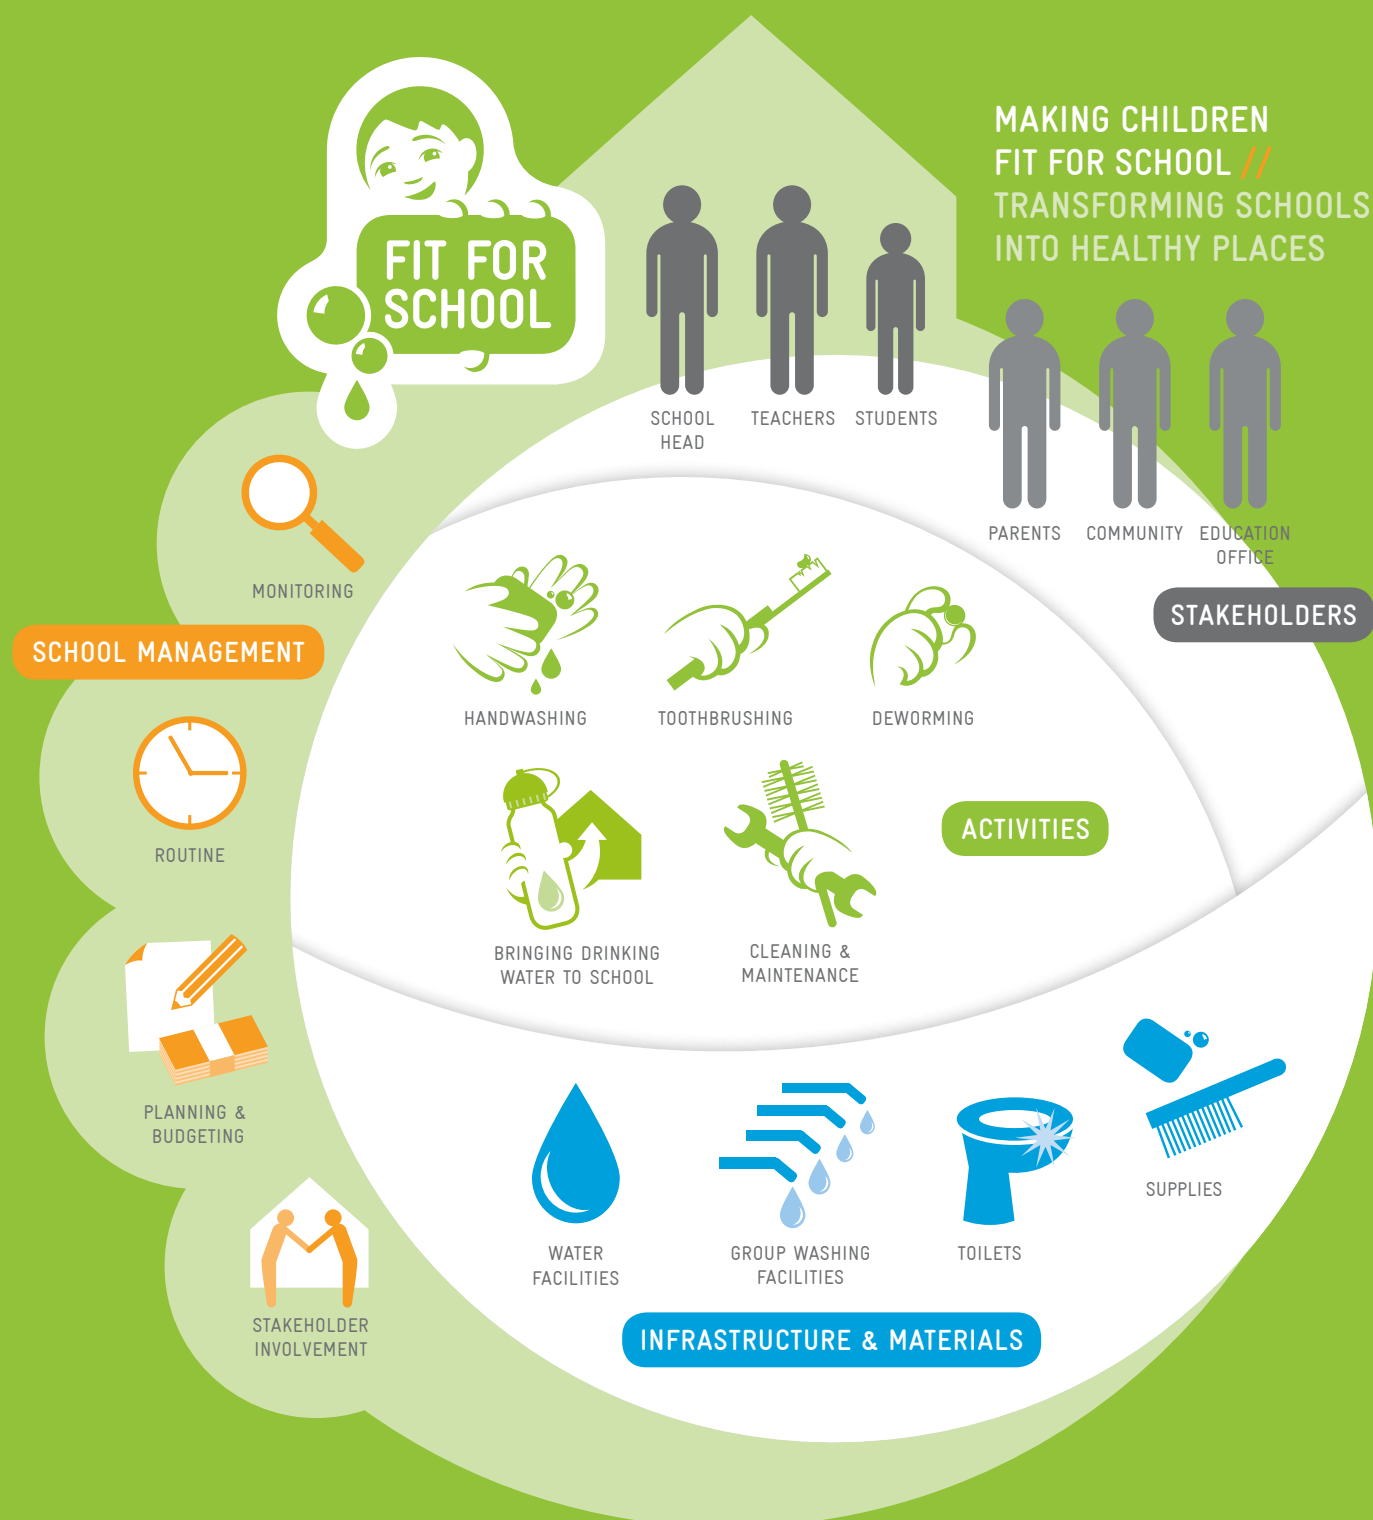 FIT FOR
SCHOOL
MAKING CHILDREN
FIT FOR SCHOOL //
TRANSFORMING SCHOOLS
INTO HEALTHY PLACES
SCHOOL
HEAD
TEACHERS
STUDENTS
PARENTS
COMMUNITY
EDUCATION
OFFICE
STAKEHOLDERS
MONITORING
SCHOOL MANAGEMENT
ROUTINE
PLANNING &
BUDGETING
STAKEHOLDER
INVOLVEMENT
HANDWASHING
TOOTHBRUSHING
DEWORMING
BRINGING DRINKING
WATER TO SCHOOL
CLEANING &
MAINTENANCE
ACTIVITIES
WATER
FACILITIES
GROUP WASHING
FACILITIES
TOILETS
SUPPLIES
INFRASTRUCTURE & MATERIALS